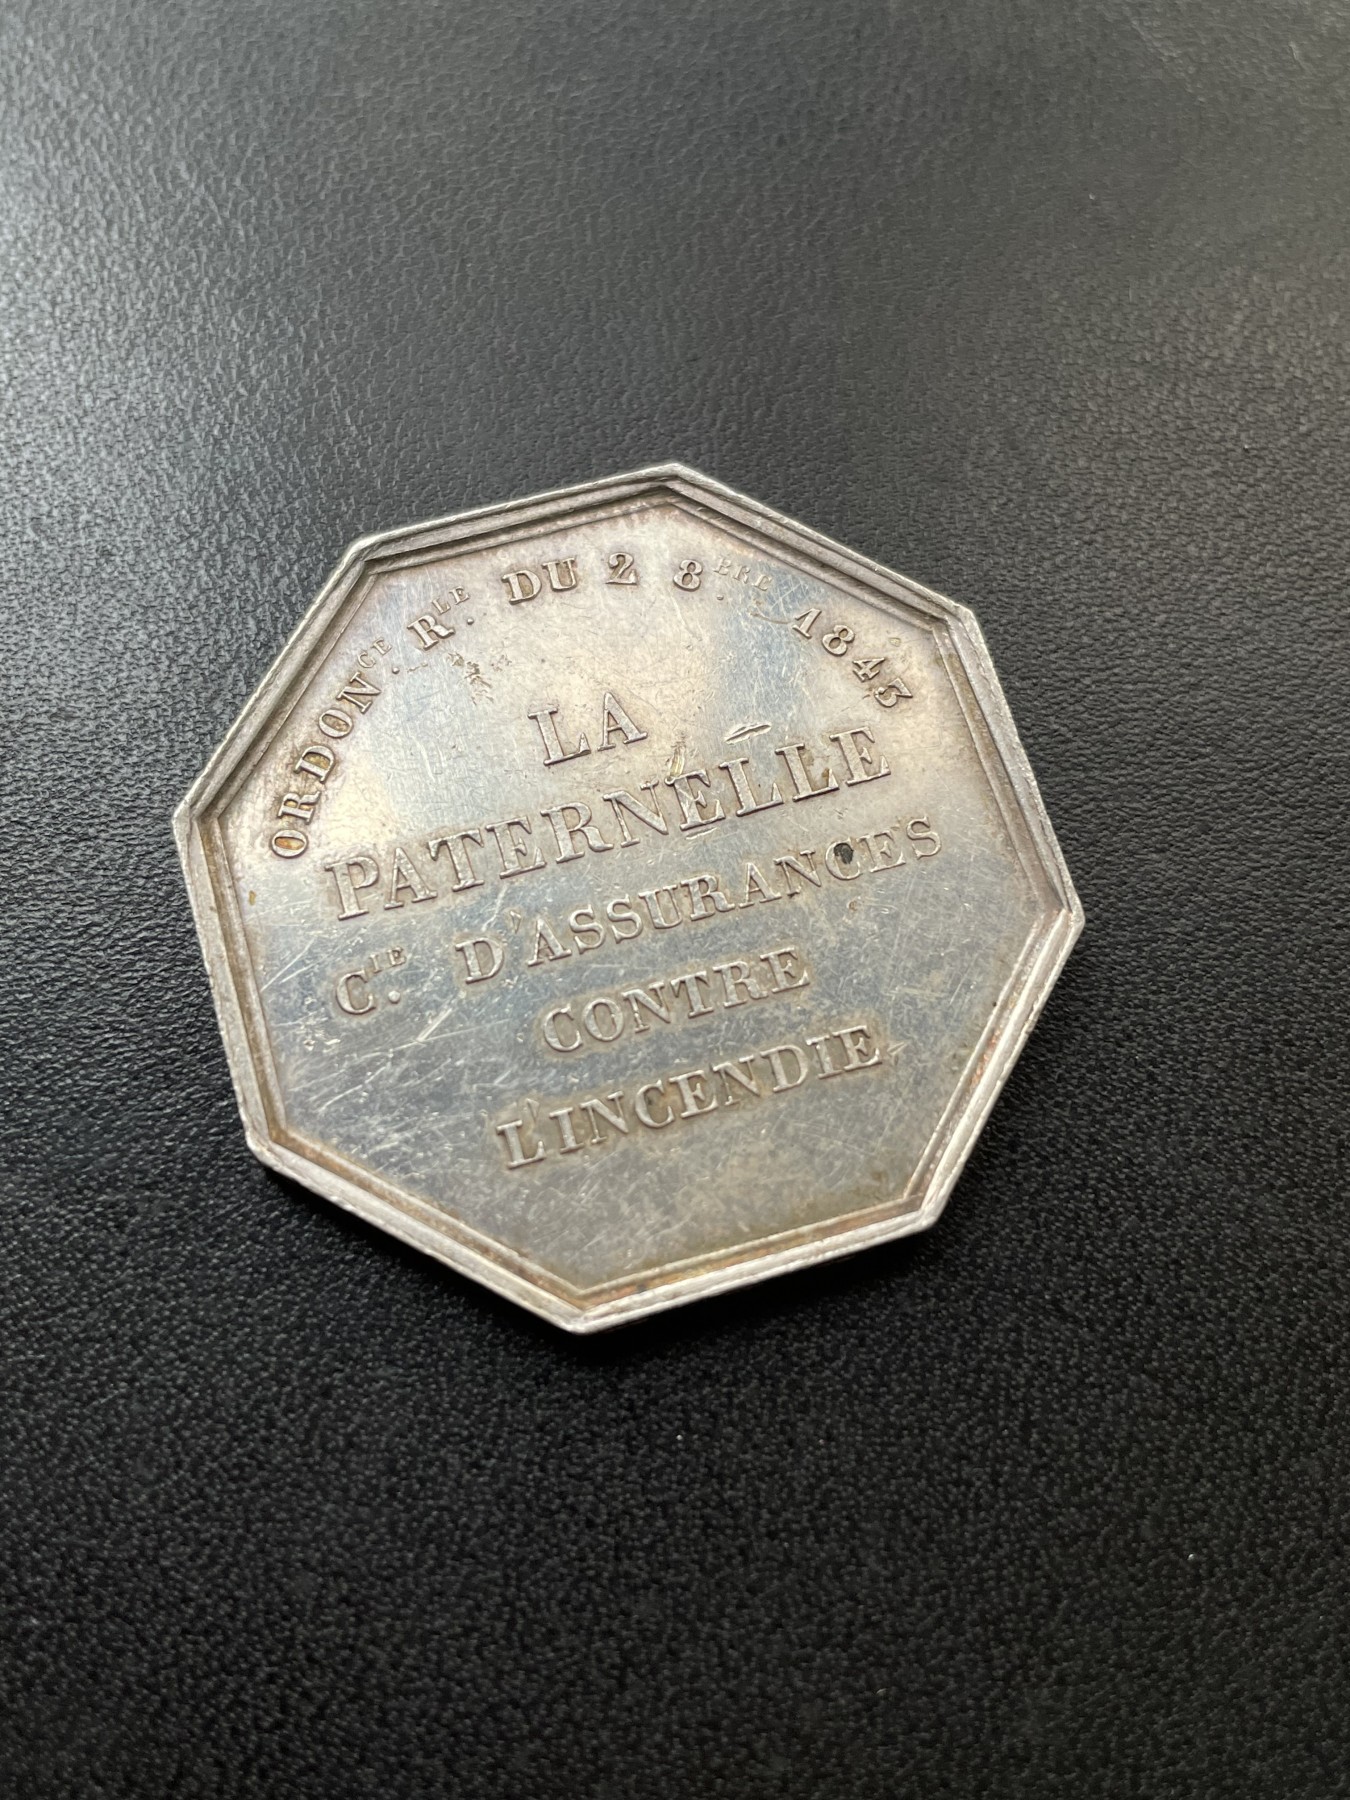 ORDONCE. RLE. DU 2 8BRE. 1843
LA
PATERNELLE
CIE. D'ASSURANCES
CONTRE
L'INCENDIE